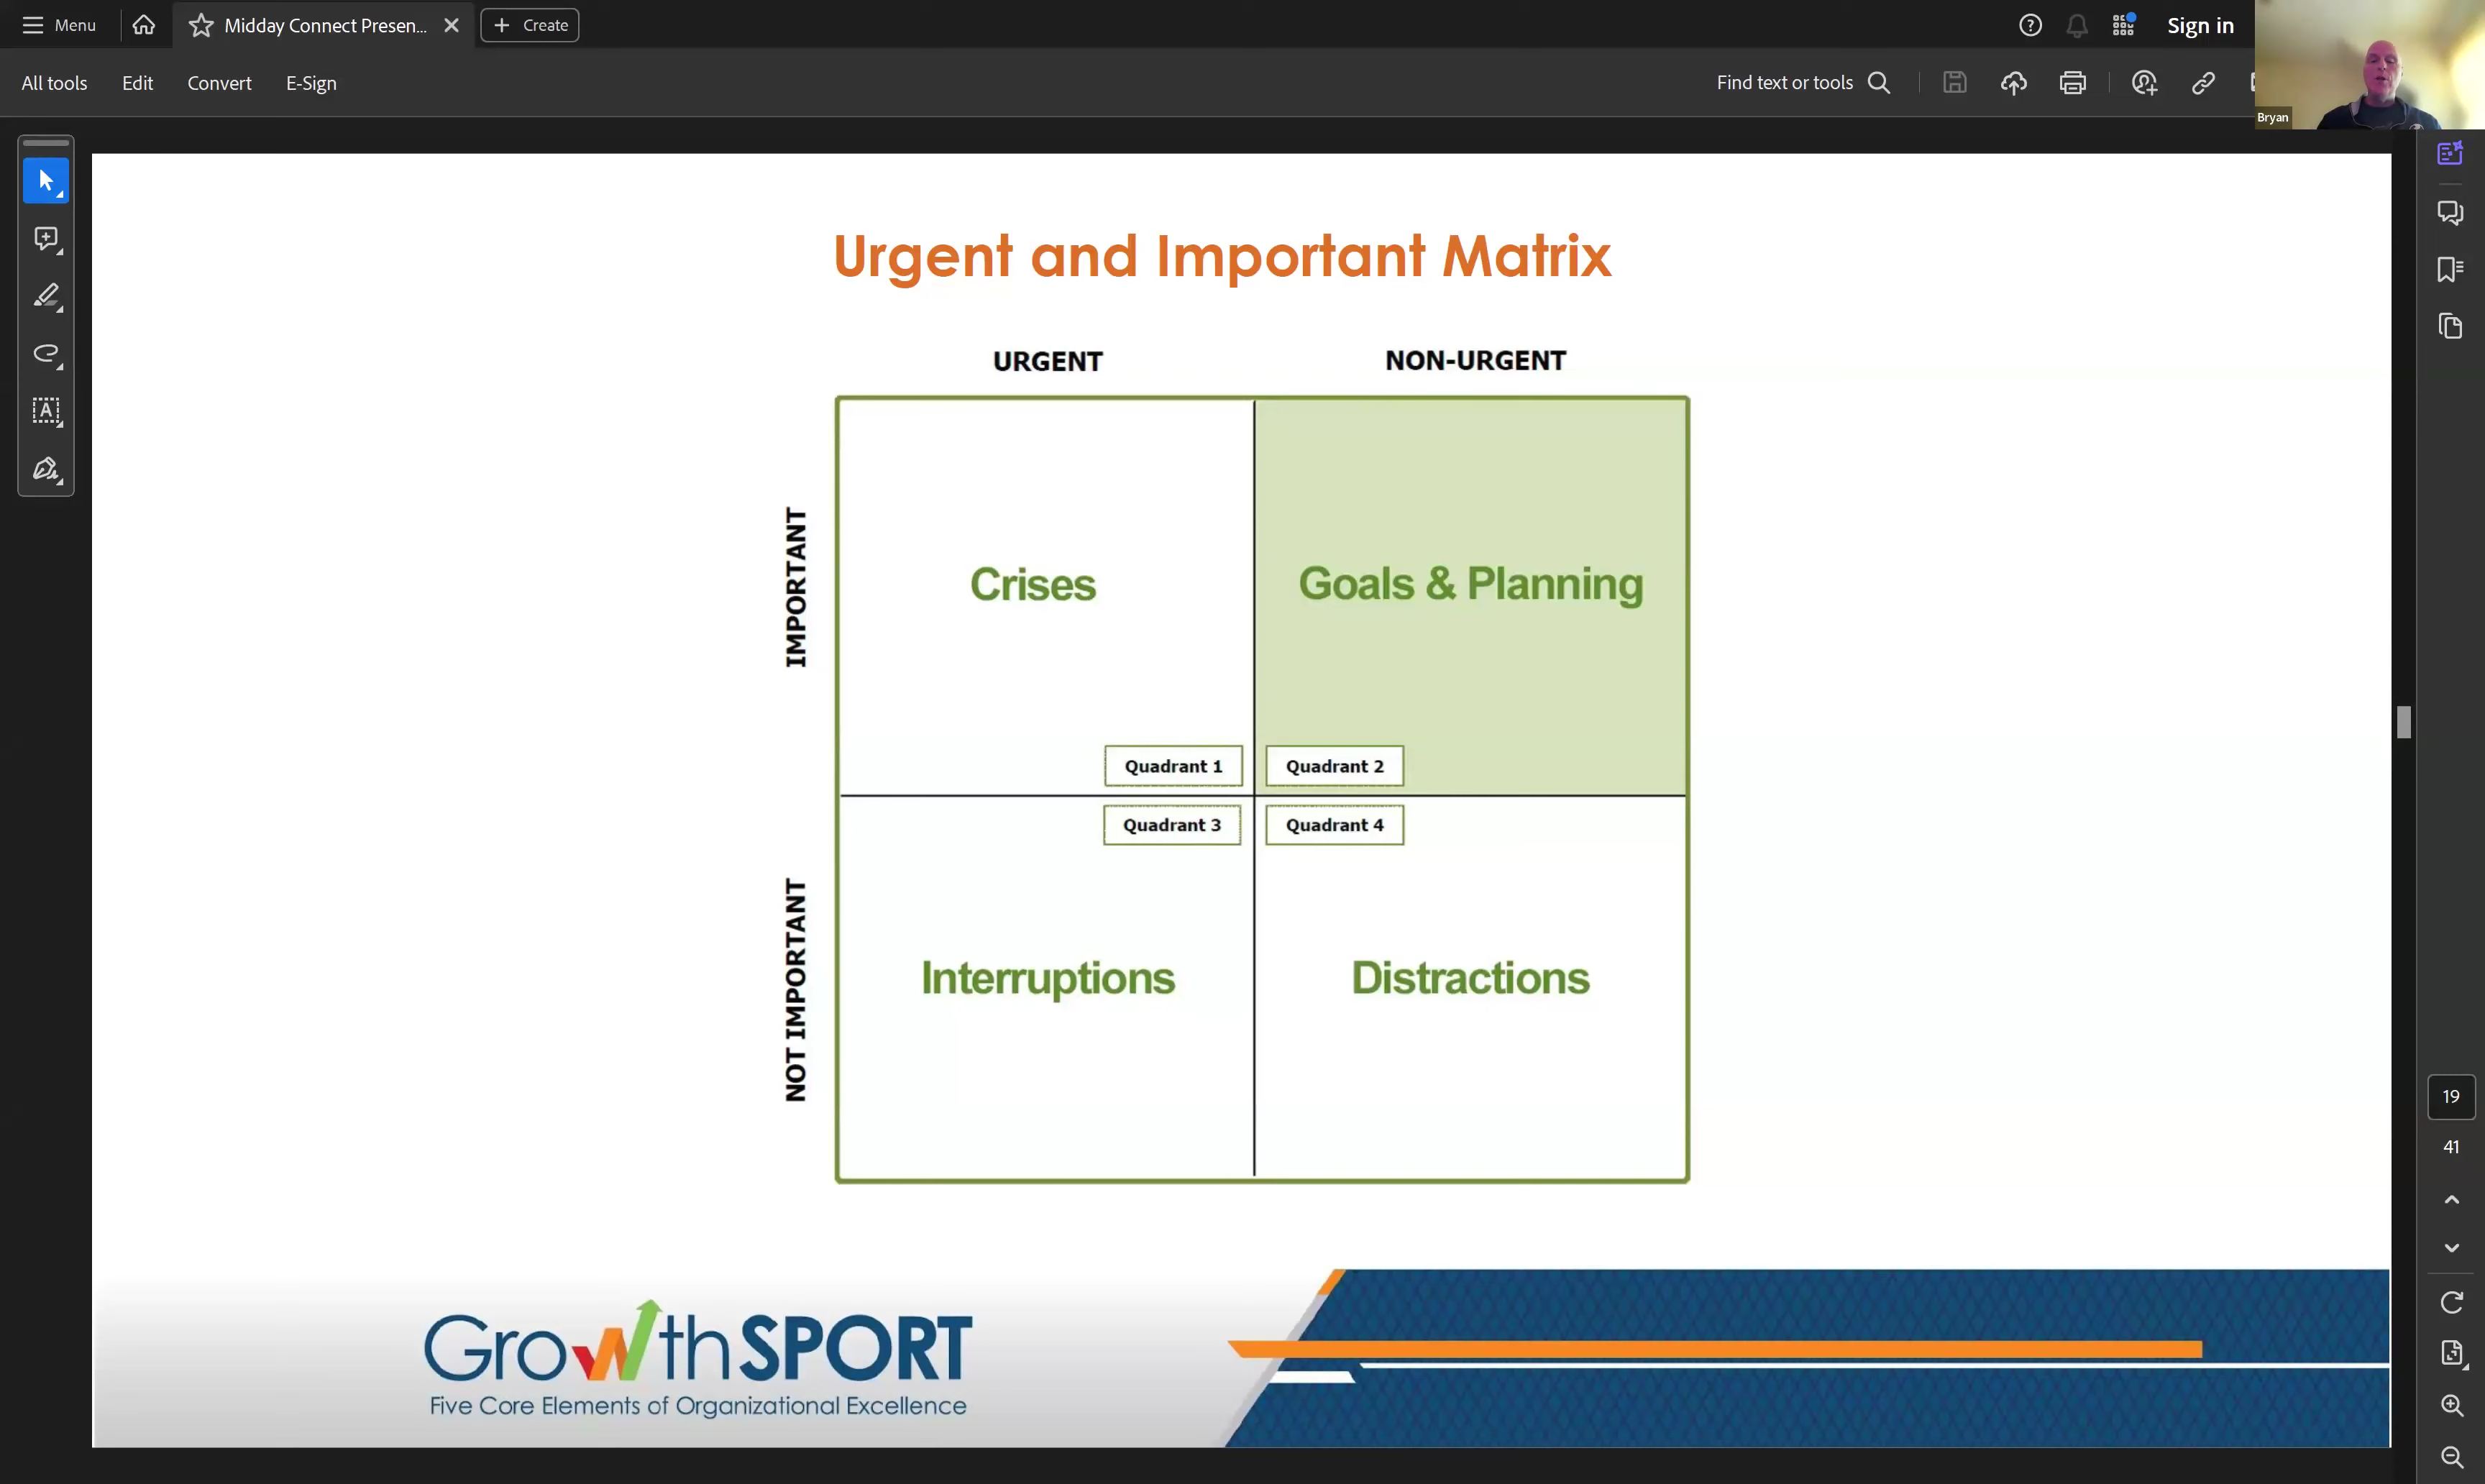 Menu
Midday Connect Presen...
Create
Sign in
All tools
Edit
Convert
E-Sign
Find text or tools
Bryan
Urgent and Important Matrix
URGENT
NON-URGENT
IMPORTANT
Crises
Goals & Planning
Quadrant 1
Quadrant 2
Quadrant 3
Quadrant 4
NOT IMPORTANT
Interruptions
Distractions
19
41
GrowthSPORT
Five Core Elements of Organizational Excellence